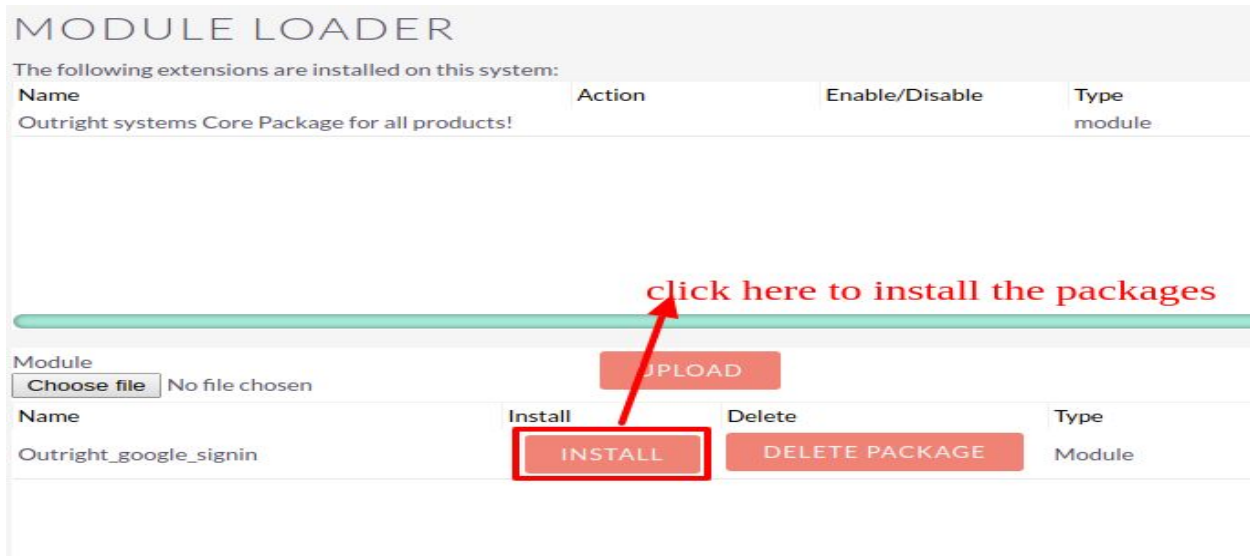 MODULE LOADER
The following extensions are installed on this system:
Name Action Enable/Disable Type
Outright systems Core Package for all products! module
click here to install the packages
Module
UPLOAD
Choose file No file chosen
Name Install Delete Type
Outright_google_signin INSTALL DELETE PACKAGE Module